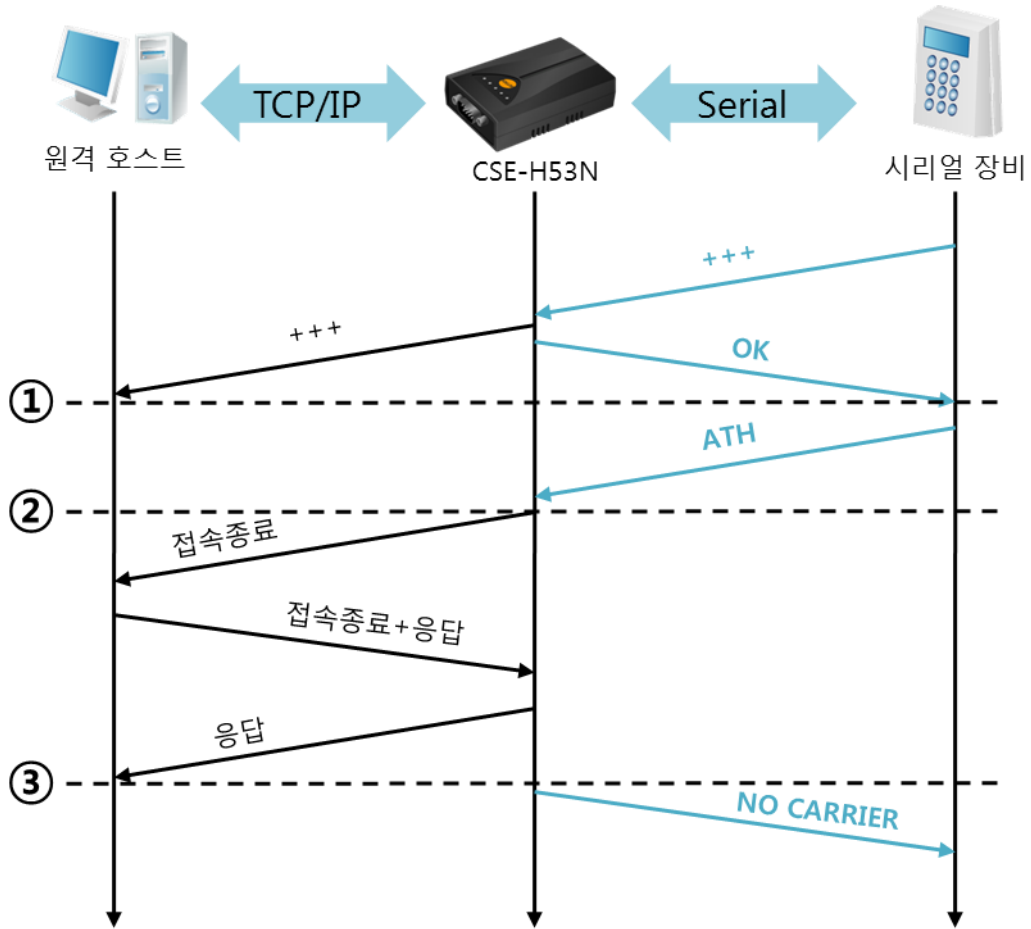 TCP/IP
Serial
원격 호스트
CSE-H53N
시리얼 장비
+++
+++
OK
①
ATH
②
접속종료
접속종료+응답
응답
③
NO CARRIER